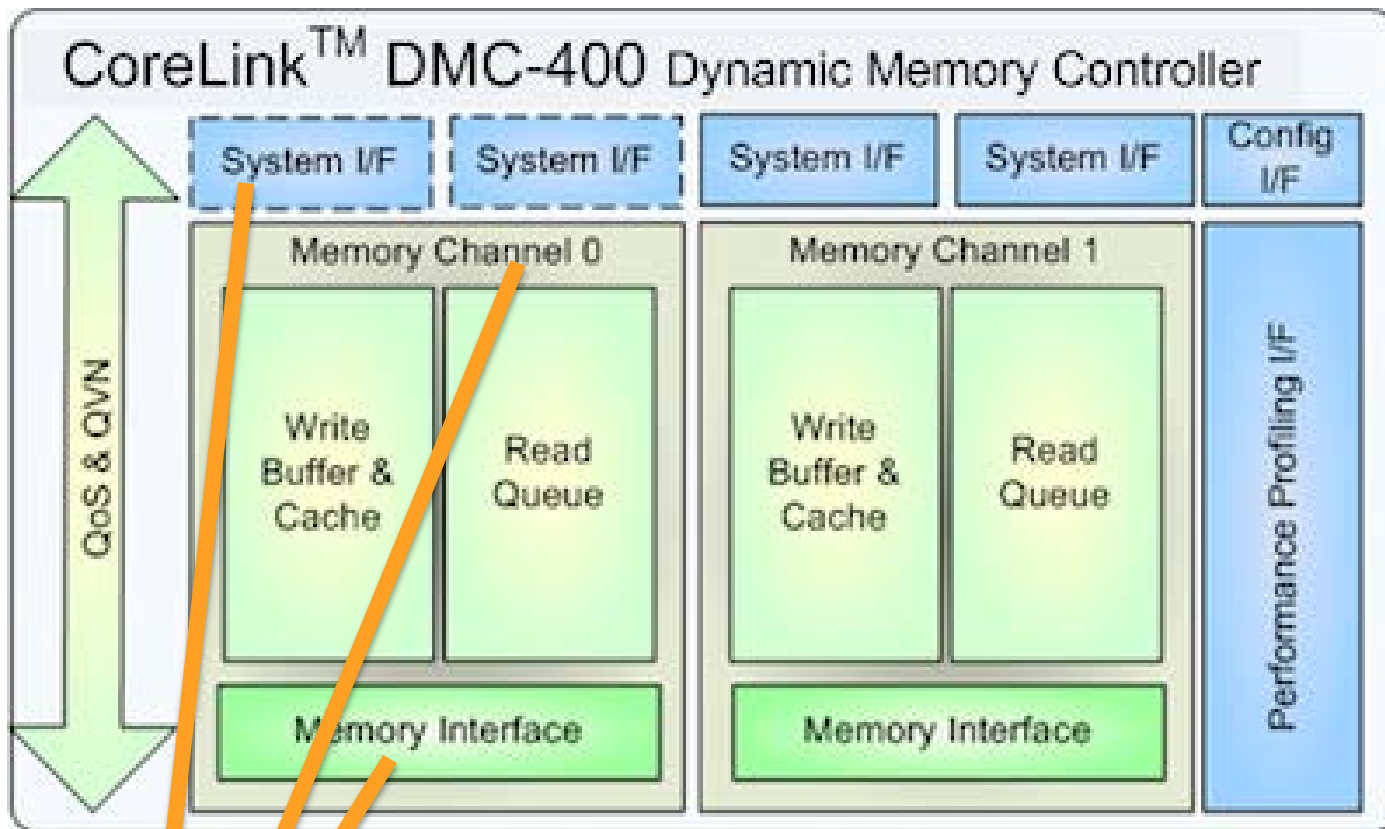 CoreLink™ DMC-400 Dynamic Memory Controller
System I/F
System I/F
System I/F
System I/F
Config
I/F
QoS & QVN
Memory Channel 0
Write
Buffer &
Cache
Read
Queue
Memory Interface
Memory Channel 1
Write
Buffer &
Cache
Read
Queue
Memory Interface
Performance Profiling I/F